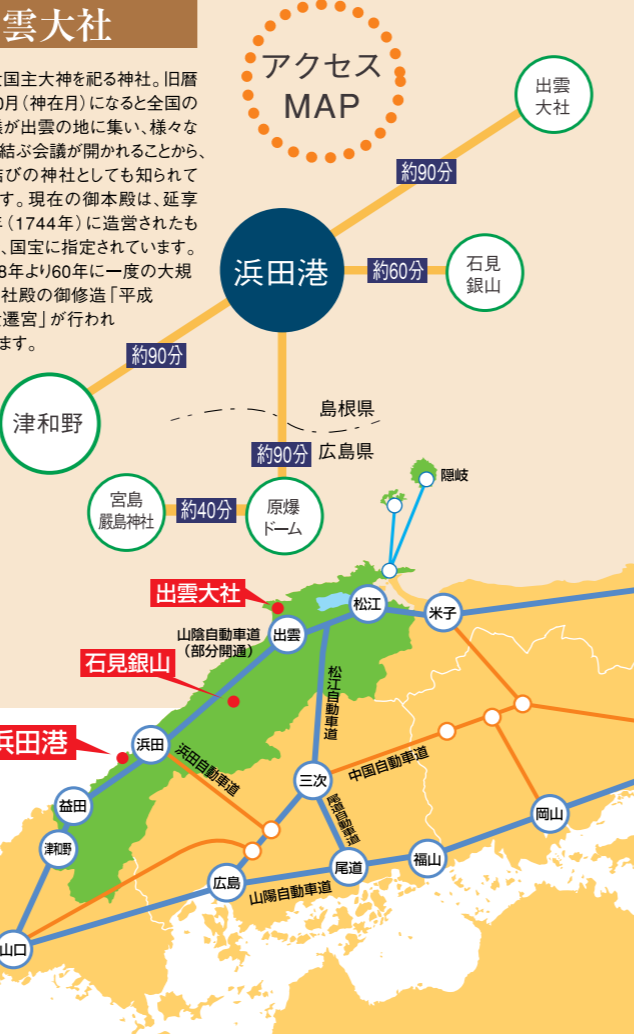 雲大社
国主大神を祀る神社。旧暦
0月（神在月）になると全国の
が出雲の地に集い、様々な
結ぶ会議が開かれることから、
結びの神社としても知られて
す。現在の御本殿は、延享
年（1744年）に造営されたも
、国宝に指定されています。
8年より60年に一度の大規
社殿の御修造「平成
遷宮」が行われ
ます。
アクセス
MAP
出雲
大社
約90分
浜田港
約60分
石見
銀山
約90分
津和野
島根県
約90分
広島県
宮島
厳島神社
約40分
原爆
ドーム
隠岐
出雲大社
松江
米子
山陰自動車道
（部分開通）
出雲
石見銀山
松江自動車道
浜田港
浜田
浜田自動車道
三次
中国自動車道
益田
尾道自動車道
岡山
津和野
広島
尾道
福山
山陽自動車道
山口